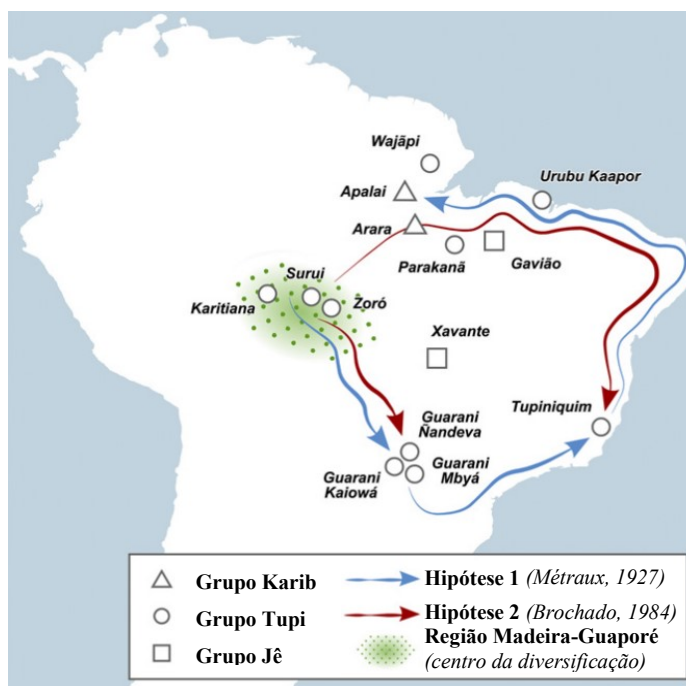 Wajãpi
Urubu Kaapor
Apalai
Arara
Parakanã
Gavião
Surui
Karitiana
Zoró
Xavante
Tupiniquim
Guarani
Ñandeva
Guarani
Kaiowá
Guarani
Mbyá
Grupo Karib
Hipótese 1 (Métraux, 1927)
Grupo Tupi
Hipótese 2 (Brochado, 1984)
Região Madeira-Guaporé
Grupo Jê
(centro da diversificação)